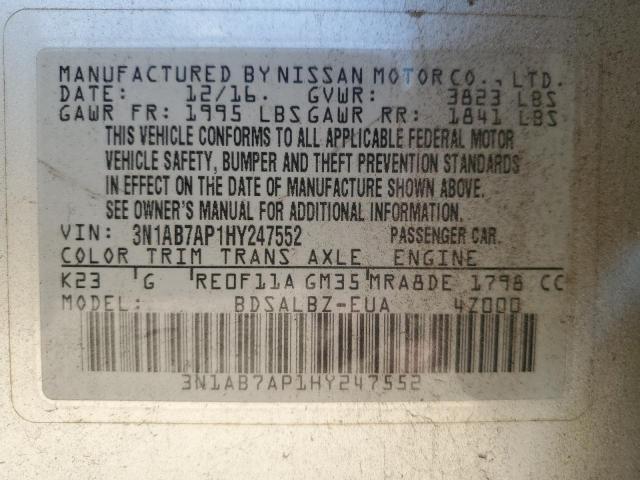 MANUFACTURED BY NISSAN MOTOR CO., LTD.
DATE: 12/16. GVWR: 3823 LBS
GAWR FR: 1995 LBS GAWR RR: 1841 LBS
THIS VEHICLE CONFORMS TO ALL APPLICABLE FEDERAL MOTOR
VEHICLE SAFETY, BUMPER AND THEFT PREVENTION STANDARDS
IN EFFECT ON THE DATE OF MANUFACTURE SHOWN ABOVE.
SEE OWNER'S MANUAL FOR ADDITIONAL INFORMATION.
VIN: 3N1AB7AP1HY247552 PASSENGER CAR.
COLOR TRIM TRANS AXLE ENGINE
K23 G RE0F11A GM35 MRA8DE 1798 CC
MODEL: BDSALBZ-EUA 4Z000
3N1AB7AP1HY247552